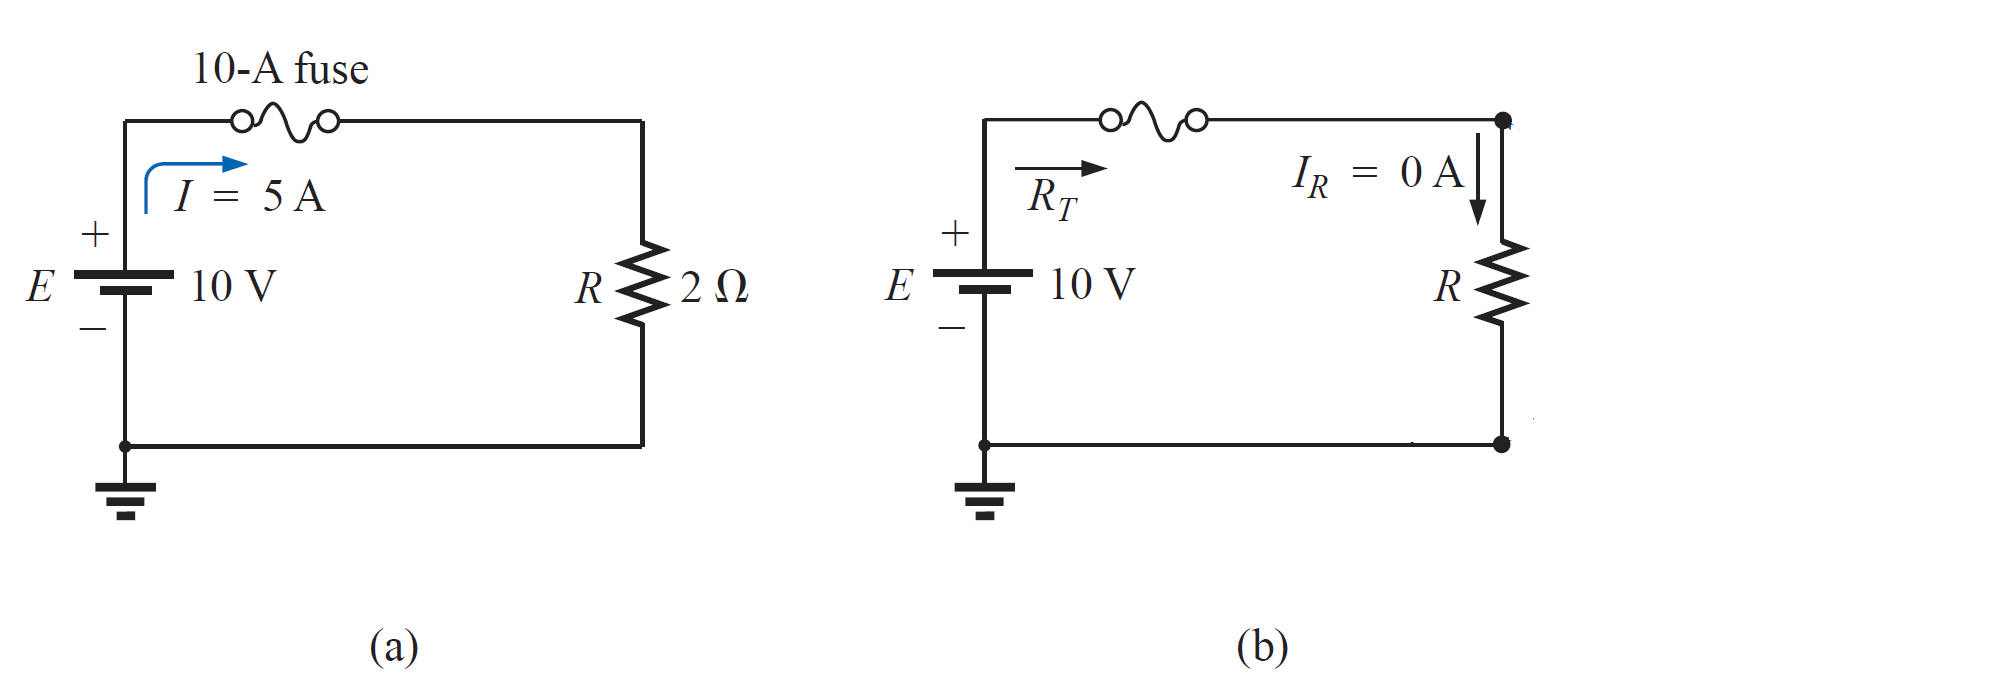 10-A fuse
I = 5 A
+
E
10 V
−
R
2 Ω
(a)
R_T
I_R = 0 A
+
E
10 V
−
R
(b)